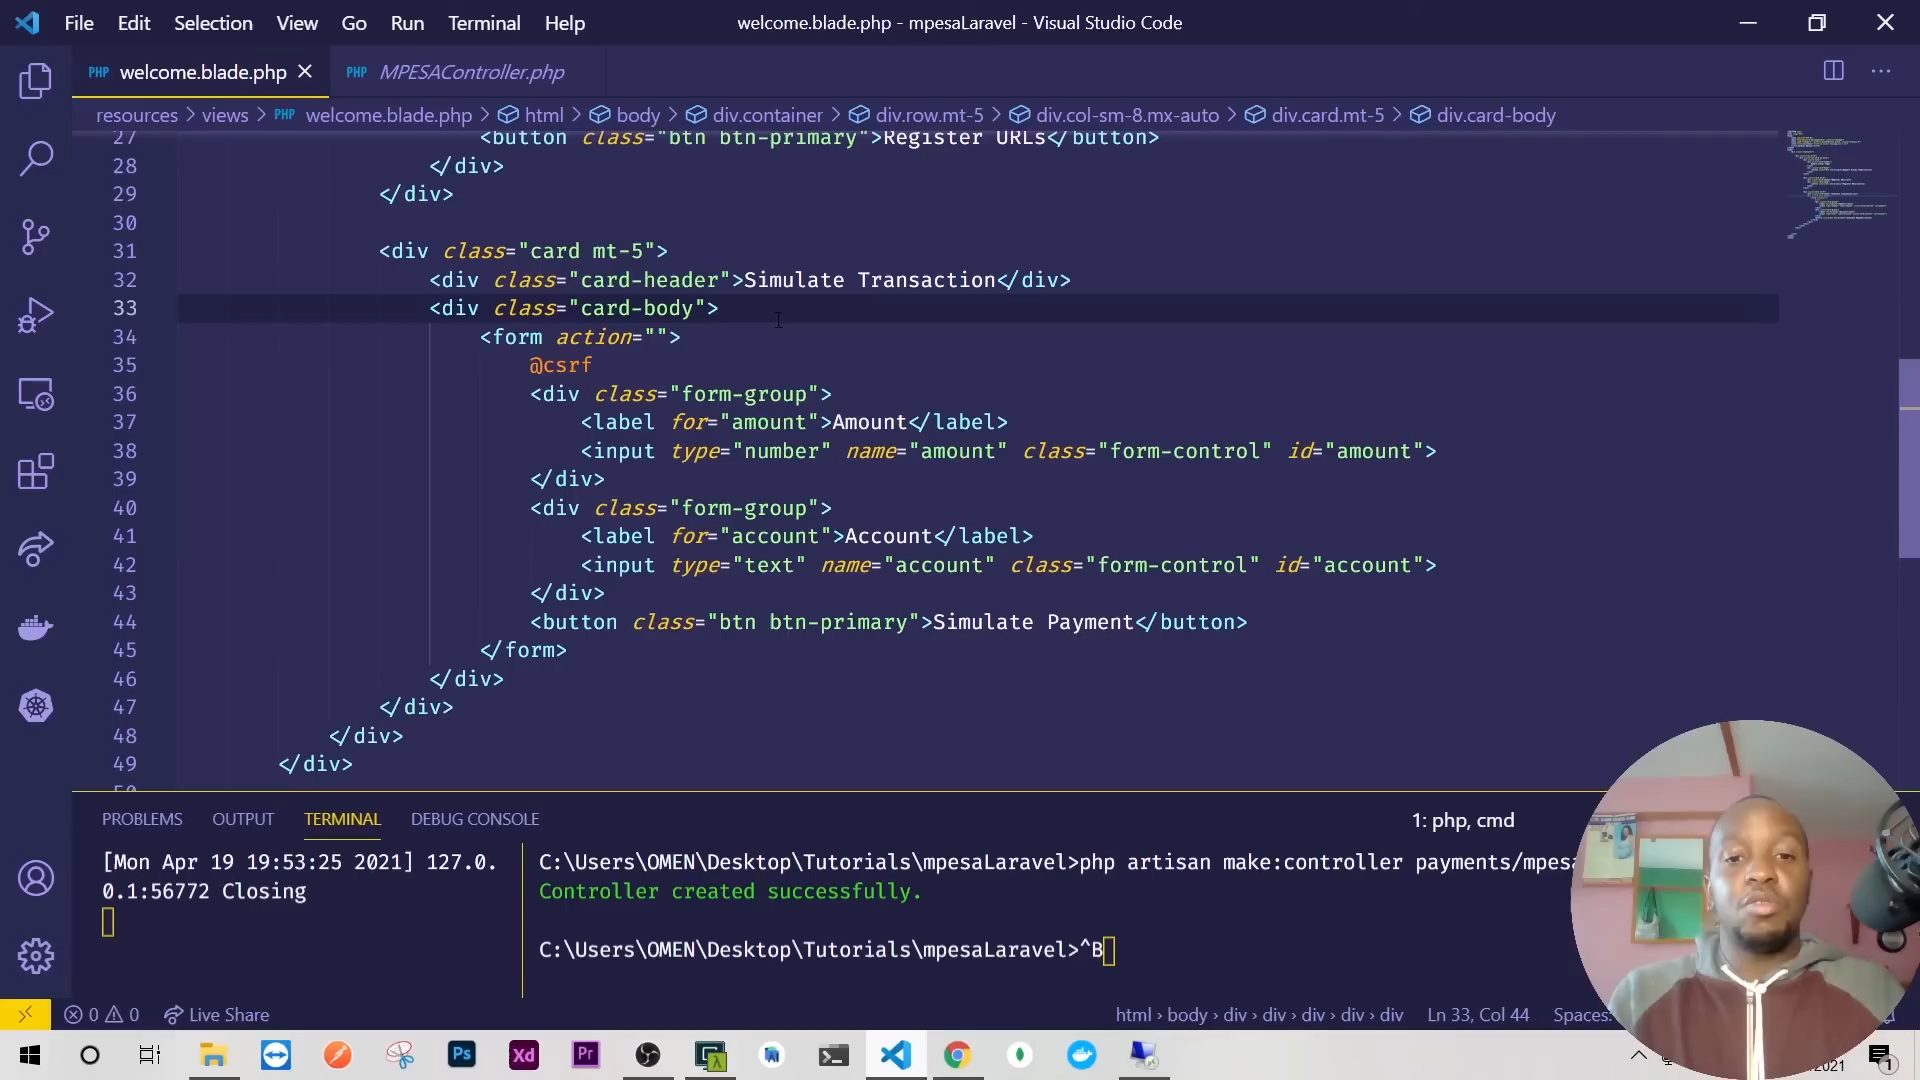 File Edit Selection View Go Run Terminal Help welcome.blade.php - mpesaLaravel - Visual Studio Code
PHP welcome.blade.php PHP MPESAController.php
resources > views > PHP welcome.blade.php > html > body > div.container > div.row.mt-5 > div.col-sm-8.mx-auto > div.card.mt-5 > div.card-body
27 <button class="btn btn-primary">Register URLs</button>
28 </div>
29 </div>
30
31 <div class="card mt-5">
32 <div class="card-header">Simulate Transaction</div>
33 <div class="card-body">
34 <form action="">
35 @csrf
36 <div class="form-group">
37 <label for="amount">Amount</label>
38 <input type="number" name="amount" class="form-control" id="amount">
39 </div>
40 <div class="form-group">
41 <label for="account">Account</label>
42 <input type="text" name="account" class="form-control" id="account">
43 </div>
44 <button class="btn btn-primary">Simulate Payment</button>
45 </form>
46 </div>
47 </div>
48 </div>
49 </div>
50
PROBLEMS OUTPUT TERMINAL DEBUG CONSOLE 1: php, cmd
[Mon Apr 19 19:53:25 2021] 127.0.
0.1:56772 Closing
C:\Users\OMEN\Desktop\Tutorials\mpesaLaravel>php artisan make:controller payments/mpesa
Controller created successfully.
C:\Users\OMEN\Desktop\Tutorials\mpesaLaravel>^B
0 0 Live Share html > body > div > div > div > div > div Ln 33, Col 44 Spaces:
Ps Xd Pr 2021 1